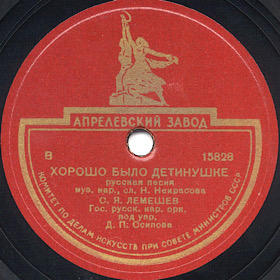 АПРЕЛЕВСКИЙ ЗАВОД
В 15828
ХОРОШО БЫЛО ДЕТИНУШКЕ
русская песня
муз. нар., сл. Н. Некрасова
С. Я. ЛЕМЕШЕВ
Гос. русск. нар. орк.
под упр.
Д. П. Осипова
КОМИТЕТ ПО ДЕЛАМ ИСКУССТВ ПРИ СОВЕТЕ МИНИСТРОВ СССР